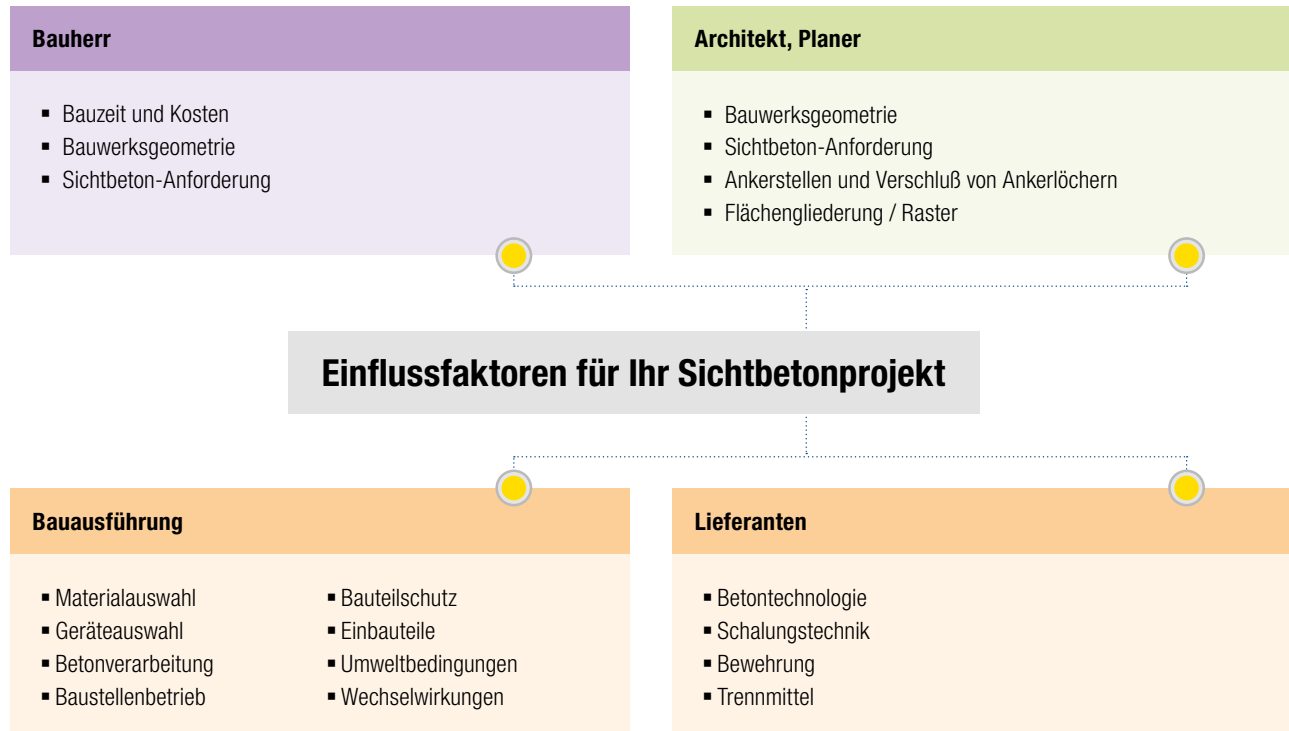 Bauherr
▪ Bauzeit und Kosten
▪ Bauwerksgeometrie
▪ Sichtbeton-Anforderung
Architekt, Planer
▪ Bauwerksgeometrie
▪ Sichtbeton-Anforderung
▪ Ankerstellen und Verschluß von Ankerlöchern
▪ Flächengliederung / Raster
Einflussfaktoren für Ihr Sichtbetonprojekt
Bauausführung
▪ Materialauswahl
▪ Geräteauswahl
▪ Betonverarbeitung
▪ Baustellenbetrieb
▪ Bauteilschutz
▪ Einbauteile
▪ Umweltbedingungen
▪ Wechselwirkungen
Lieferanten
▪ Betontechnologie
▪ Schalungstechnik
▪ Bewehrung
▪ Trennmittel